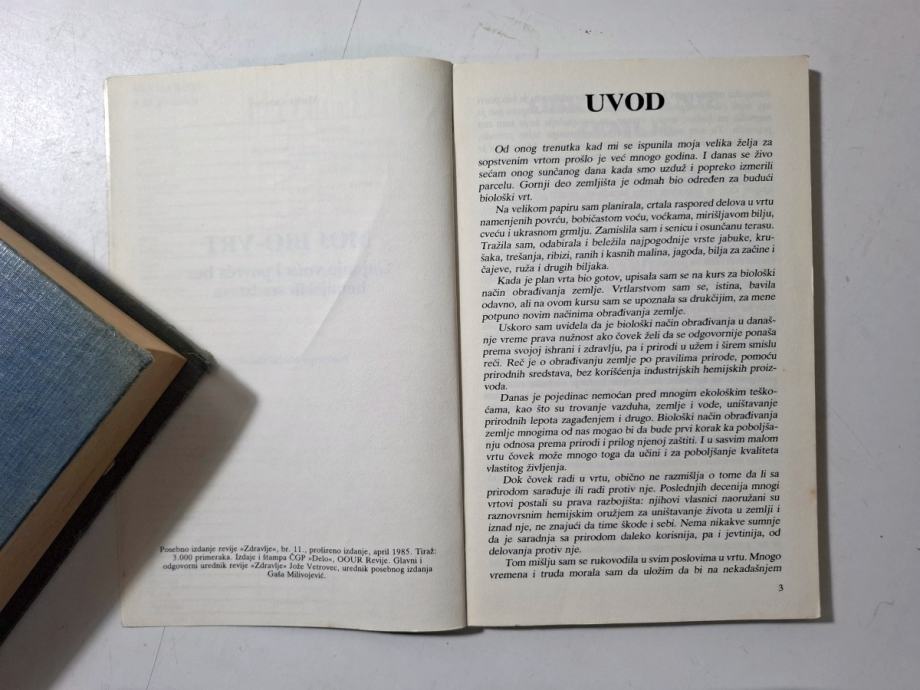 Posebno izdanje revije »Zdravlje«, br. 11., prošireno izdanje, april 1985. Tiraž:
3.000 primeraka. Izdaje i štampa ČGP »Delo«, OOUR Revije. Glavni i
odgovorni urednik revije »Zdravlje« Jože Vetrovec, urednik posebnog izdanja
Gaša Milivojević.
UVOD
Od onog trenutka kad mi se ispunila moja velika želja za
sopstvenim vrtom prošlo je već mnogo godina. I danas se živo
sećam onog sunčanog dana kada smo uzduž i popreko izmerili
parcelu. Gornji deo zemljišta je odmah bio određen za budući
biološki vrt.
Na velikom papiru sam planirala, crtala raspored delova u vrtu
namenjenih povrću, bobičastom voću, voćkama, mirišljavom bilju,
cveću i ukrasnom grmlju. Zamislila sam i senicu i osunčanu terasu.
Tražila sam, odabirala i beležila najpogodnije vrste jabuke, kru-
šaka, trešanja, ribizi, ranih i kasnih malina, jagoda, bilja za začine i
čajeve, ruža i drugih biljaka.
Kada je plan vrta bio gotov, upisala sam se na kurs za biološki
način obrađivanja zemlje. Vrtlarstvom sam se, istina, bavila
odavno, ali na ovom kursu sam se upoznala sa drukčijim, za mene
potpuno novim načinima obrađivanja zemlje.
Uskoro sam uvidela da je biološki način obrađivanja u današ-
nje vreme prava nužnost ako čovek želi da se odgovornije ponaša
prema svojoj ishrani i zdravlju, pa i prirodi u užem i širem smislu
reči. Reč je o obrađivanju zemlje po pravilima prirode, pomoću
prirodnih sredstava, bez korišćenja industrijskih hemijskih proiz-
voda.
Danas je pojedinac nemoćan pred mnogim ekološkim teško-
ćama, kao što su trovanje vazduha, zemlje i vode, uništavanje
prirodnih lepota zagađenjem i drugo. Biološki način obrađivanja
zemlje mnogima od nas mogao bi da bude prvi korak ka poboljša-
nju odnosa prema prirodi i prilog njenoj zaštiti. I u sasvim malom
vrtu čovek može mnogo toga da učini i za poboljšanje kvaliteta
vlastitog življenja.
Dok čovek radi u vrtu, obično ne razmišlja o tome da li sa
prirodom sarađuje ili radi protiv nje. Poslednjih decenija mnogi
vrtovi postali su prava razbojišta: njihovi vlasnici naoružani su
raznovrsnim hemijskim oružjem za uništavanje života u zemlji i
iznad nje, ne znajući da time škode i sebi. Nema nikakve sumnje
da je saradnja sa prirodom daleko korisnija, pa i jevtinija, od
delovanja protiv nje.
Tom mišlju sam se rukovodila u svim poslovima u vrtu. Mnogo
vremena i truda morala sam da uložim da bi na nekadašnjem
3